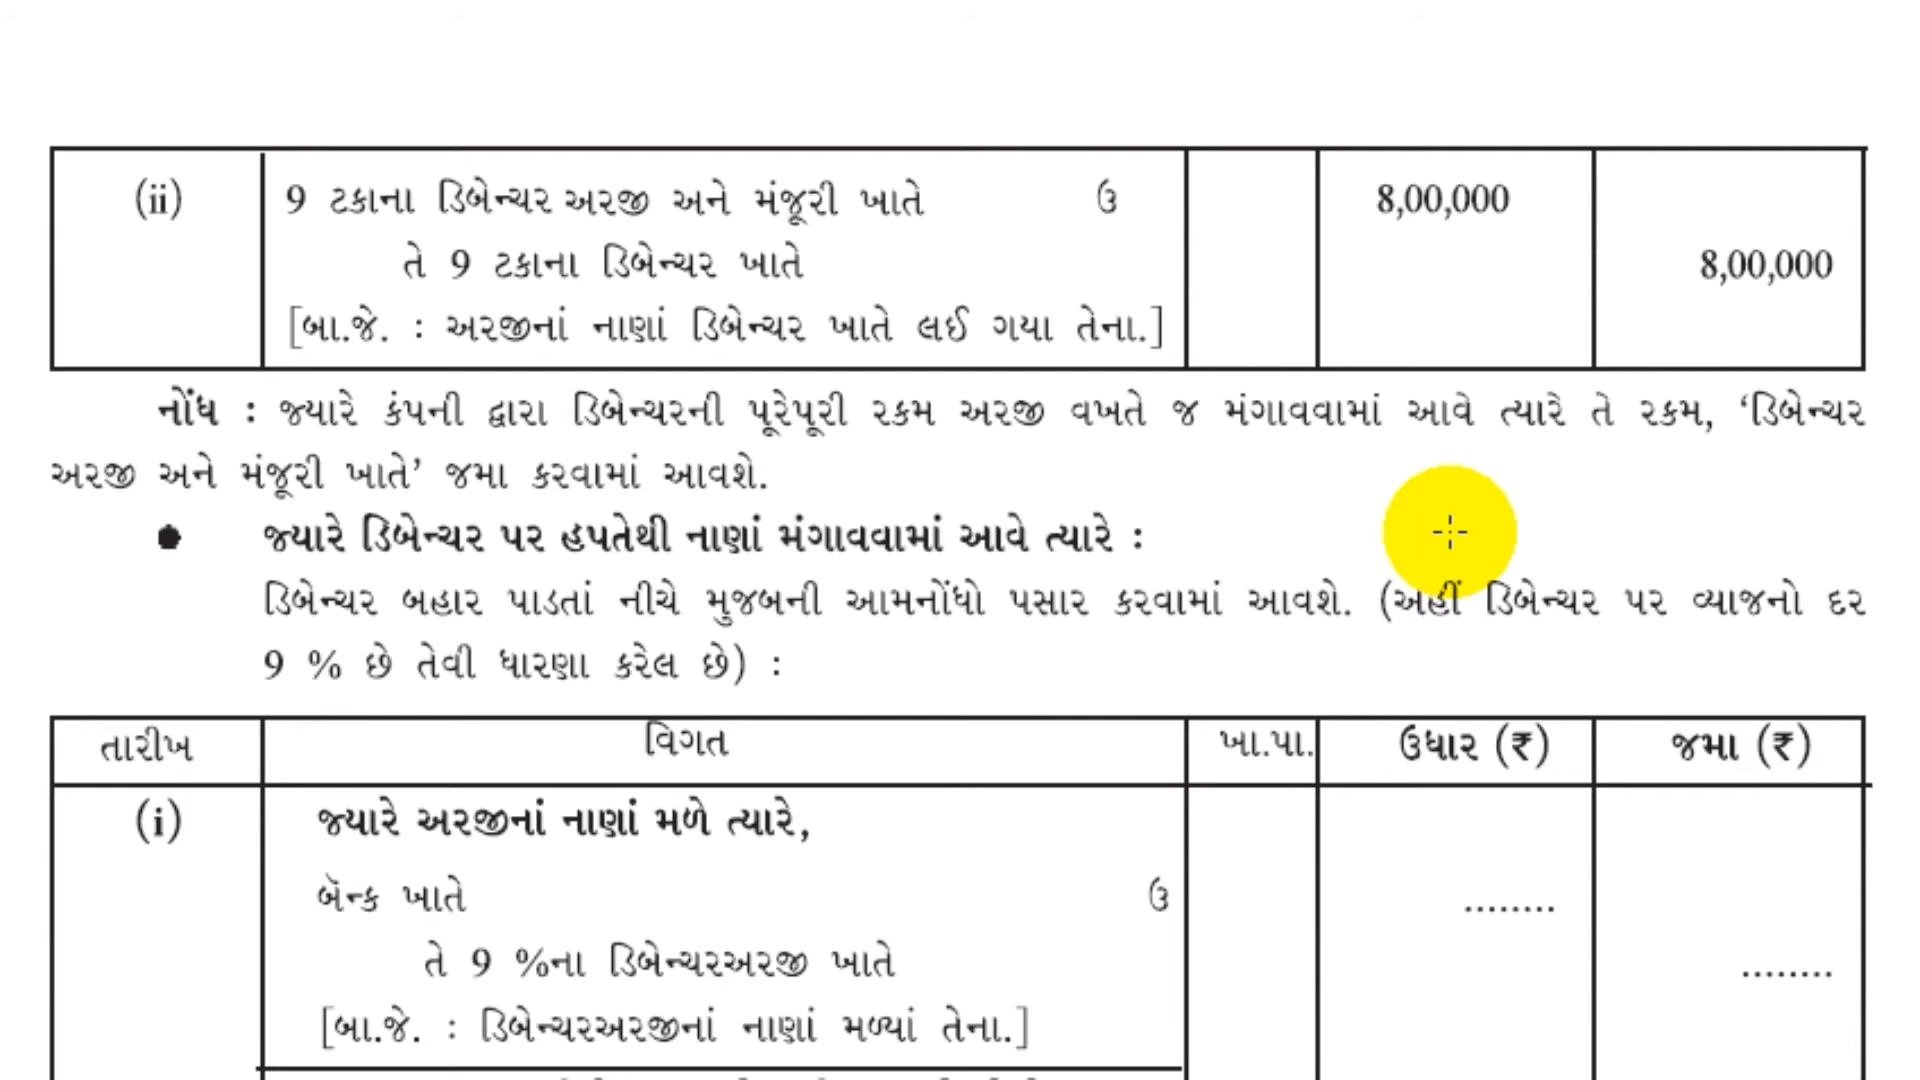 (ii) 9 ટકાના ડિબેન્ચર અરજી અને મંજૂરી ખાતે ઉ 8,00,000
તે 9 ટકાના ડિબેન્ચર ખાતે 8,00,000
[બા.જે. : અરજીનાં નાણાં ડિબેન્ચર ખાતે લઈ ગયા તેના.]
નોંધ : જ્યારે કંપની દ્વારા ડિબેન્ચરની પૂરેપૂરી રકમ અરજી વખતે જ મંગાવવામાં આવે ત્યારે તે રકમ, ‘ડિબેન્ચર
અરજી અને મંજૂરી ખાતે’ જમા કરવામાં આવશે.
● જ્યારે ડિબેન્ચર પર હપતેથી નાણાં મંગાવવામાં આવે ત્યારે :
ડિબેન્ચર બહાર પાડતાં નીચે મુજબની આમનોંધો પસાર કરવામાં આવશે. (અહીં ડિબેન્ચર પર વ્યાજનો દર
9 % છે તેવી ધારણા કરેલ છે) :
તારીખ વિગત ખા.પા. ઉધાર (₹) જમા (₹)
(i) જ્યારે અરજીનાં નાણાં મળે ત્યારે,
બૅન્ક ખાતે ઉ ........
તે 9 %ના ડિબેન્ચરઅરજી ખાતે ........
[બા.જે. : ડિબેન્ચરઅરજીનાં નાણાં મળ્યાં તેના.]